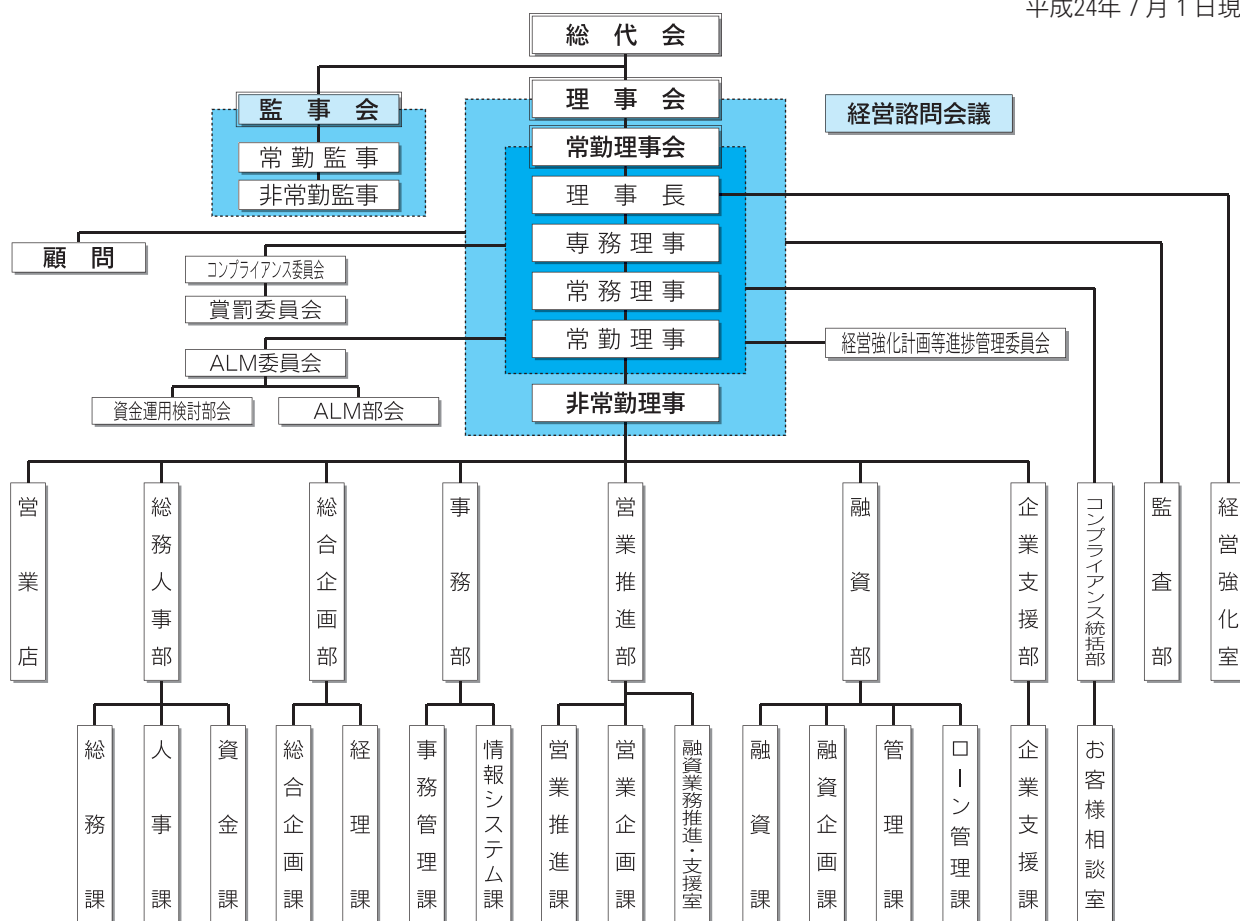 平成24年7月1日現
総代会
理事会
監事会
経営諮問会議
常勤理事会
常勤監事
理事長
非常勤監事
専務理事
顧問
コンプライアンス委員会
常務理事
賞罰委員会
常勤理事
経営強化計画等進捗管理委員会
ALM委員会
非常勤理事
資金運用検討部会
ALM部会
営業店
総務人事部
総合企画部
事務部
営業推進部
融資部
企業支援部
コンプライアンス統括部
監査部
経営強化室
総務課
人事課
資金課
総合企画課
経理課
事務管理課
情報システム課
営業推進課
営業企画課
融資業務推進・支援室
融資課
融資企画課
管理課
ローン管理課
企業支援課
お客様相談室